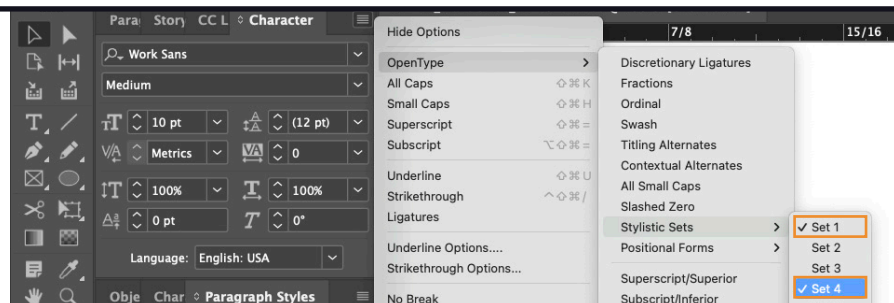 Para Story CC L Character
Work Sans
Medium
10 pt (12 pt)
Metrics 0
100% 100%
0 pt 0°
Language: English: USA
Obje Char Paragraph Styles
Hide Options
OpenType >
All Caps ⇧⌘K
Small Caps ⇧⌘H
Superscript ⇧⌘=
Subscript ⌥⇧⌘=
Underline ⇧⌘U
Strikethrough ^⇧⌘/
Ligatures
Underline Options....
Strikethrough Options...
No Break
7/8 15/16
Discretionary Ligatures
Fractions
Ordinal
Swash
Titling Alternates
Contextual Alternates
All Small Caps
Slashed Zero
Stylistic Sets >
Positional Forms >
Superscript/Superior
Subscript/Inferior
✓ Set 1
Set 2
Set 3
✓ Set 4